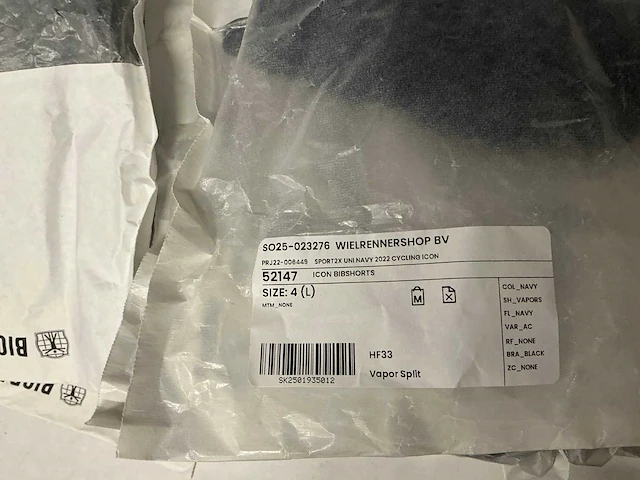 SO25-023276 WIELRENNERSHOP BV
PRJ22-008449 SPORT2X UNI NAVY 2022 CYCLING ICON
52147 ICON BIBSHORTS
SIZE: 4 (L)
MTM_NONE
M
X
COL_NAVY
SH_VAPORS
FL_NAVY
VAR_AC
RF_NONE
BRA_BLACK
ZC_NONE
HF33
Vapor Split
SK2501935012